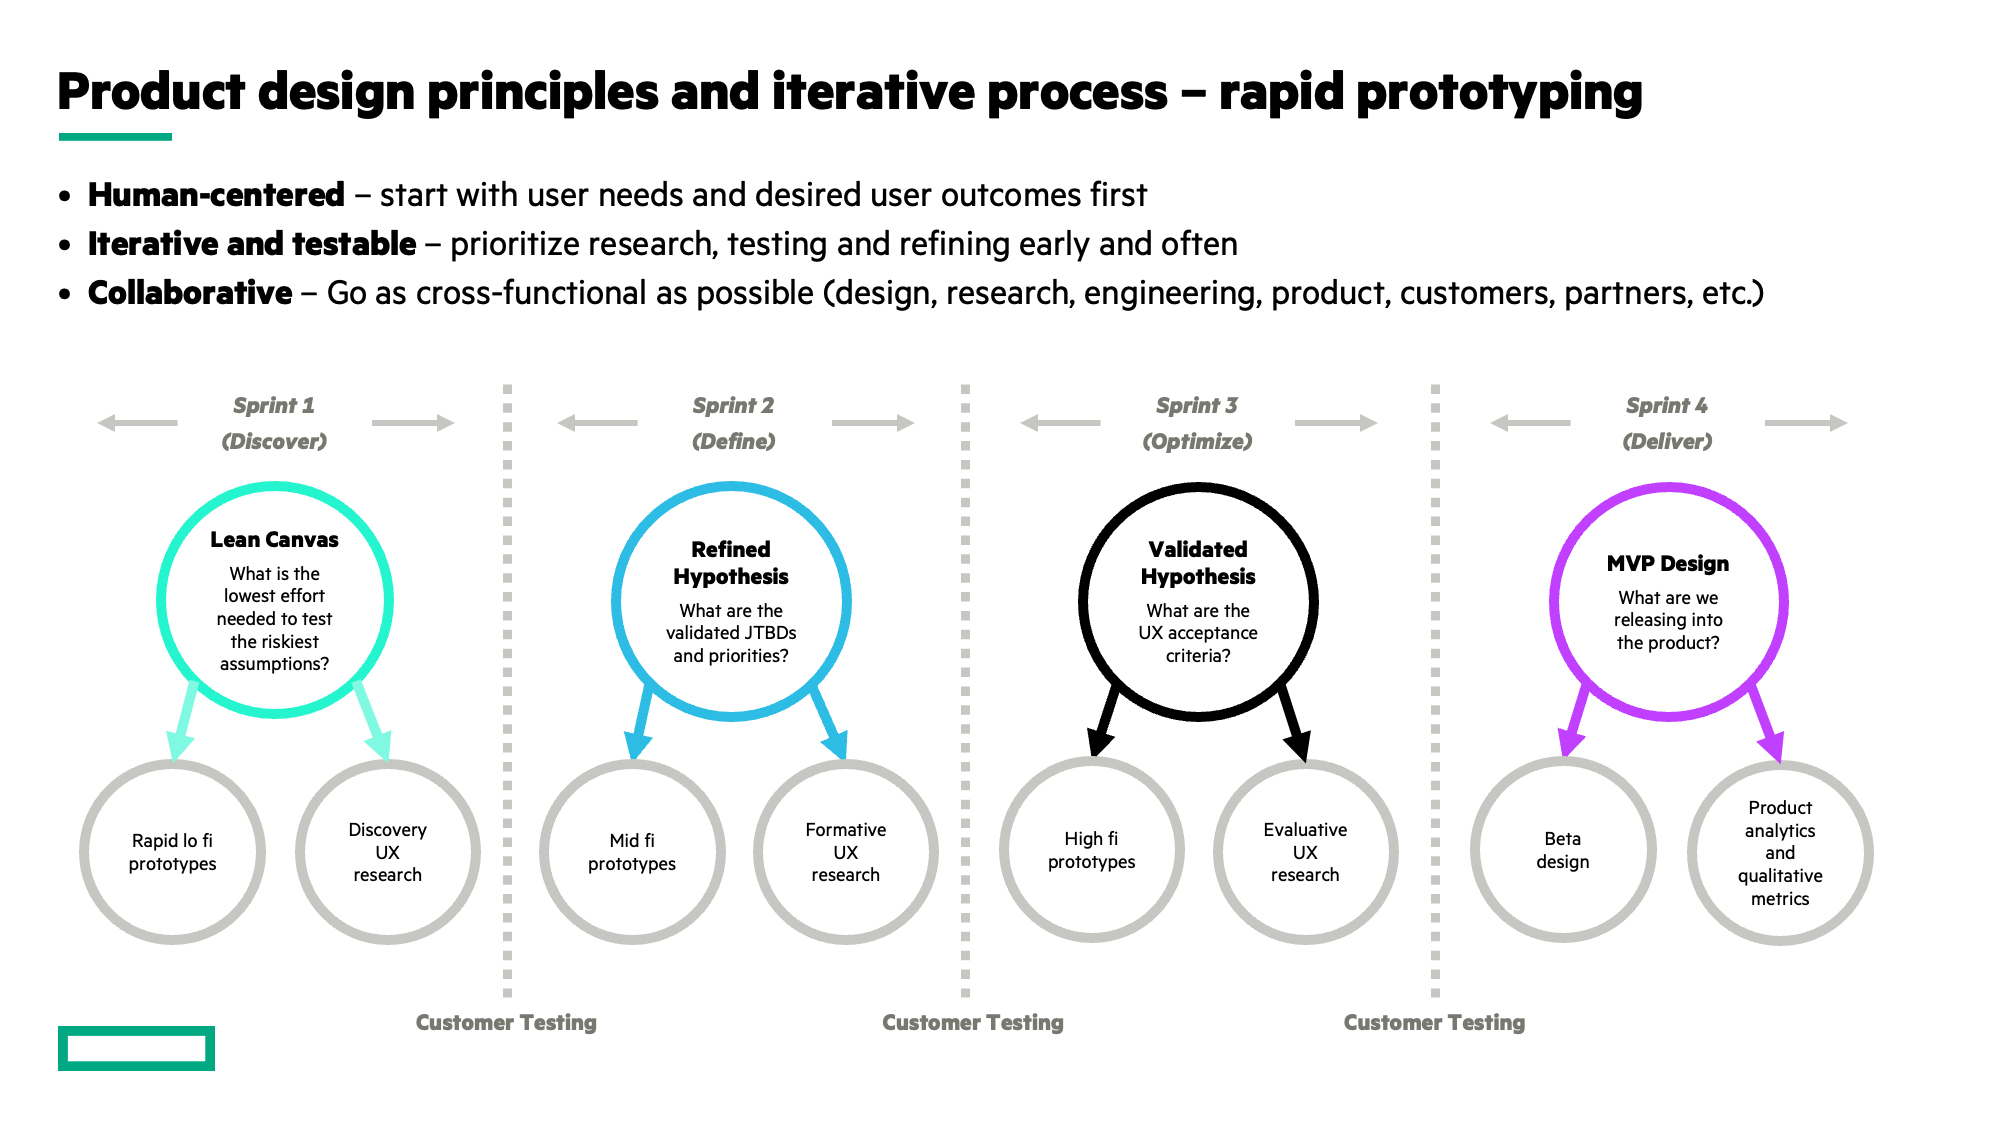 Product design principles and iterative process – rapid prototyping
• Human-centered – start with user needs and desired user outcomes first
• Iterative and testable – prioritize research, testing and refining early and often
• Collaborative – Go as cross-functional as possible (design, research, engineering, product, customers, partners, etc.)
Sprint 1
(Discover)
Lean Canvas
What is the
lowest effort
needed to test
the riskiest
assumptions?
Rapid lo fi
prototypes
Discovery
UX
research
Customer Testing
Sprint 2
(Define)
Refined
Hypothesis
What are the
validated JTBDs
and priorities?
Mid fi
prototypes
Formative
UX
research
Customer Testing
Sprint 3
(Optimize)
Validated
Hypothesis
What are the
UX acceptance
criteria?
High fi
prototypes
Evaluative
UX
research
Customer Testing
Sprint 4
(Deliver)
MVP Design
What are we
releasing into
the product?
Beta
design
Product
analytics
and
qualitative
metrics